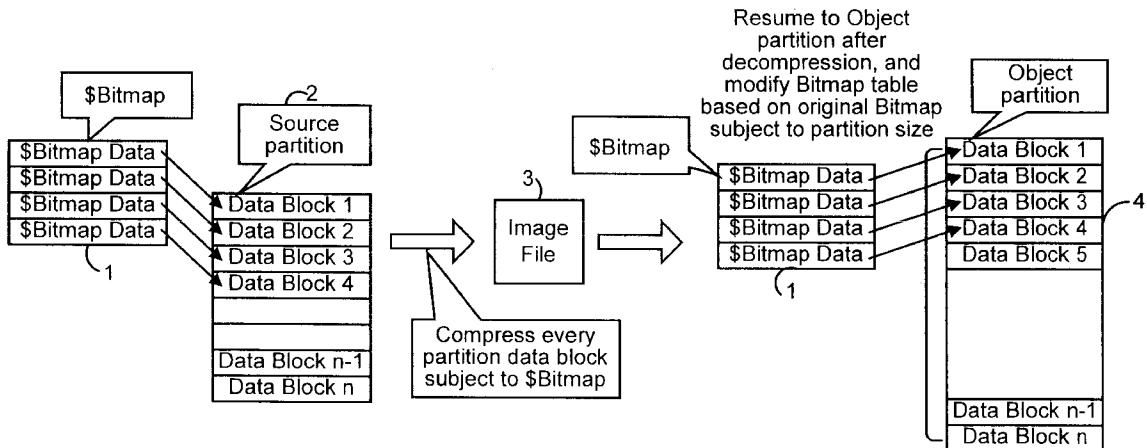 $Bitmap
$Bitmap Data
$Bitmap Data
$Bitmap Data
$Bitmap Data
1
2
Source
partition
Data Block 1
Data Block 2
Data Block 3
Data Block 4
Data Block n-1
Data Block n
Compress every
partition data block
subject to $Bitmap
3
Image
File
Resume to Object
partition after
decompression, and
modify Bitmap table
based on original Bitmap
subject to partition size
$Bitmap
$Bitmap Data
$Bitmap Data
$Bitmap Data
$Bitmap Data
1
Object
partition
Data Block 1
Data Block 2
Data Block 3
Data Block 4
Data Block 5
Data Block n-1
Data Block n
4